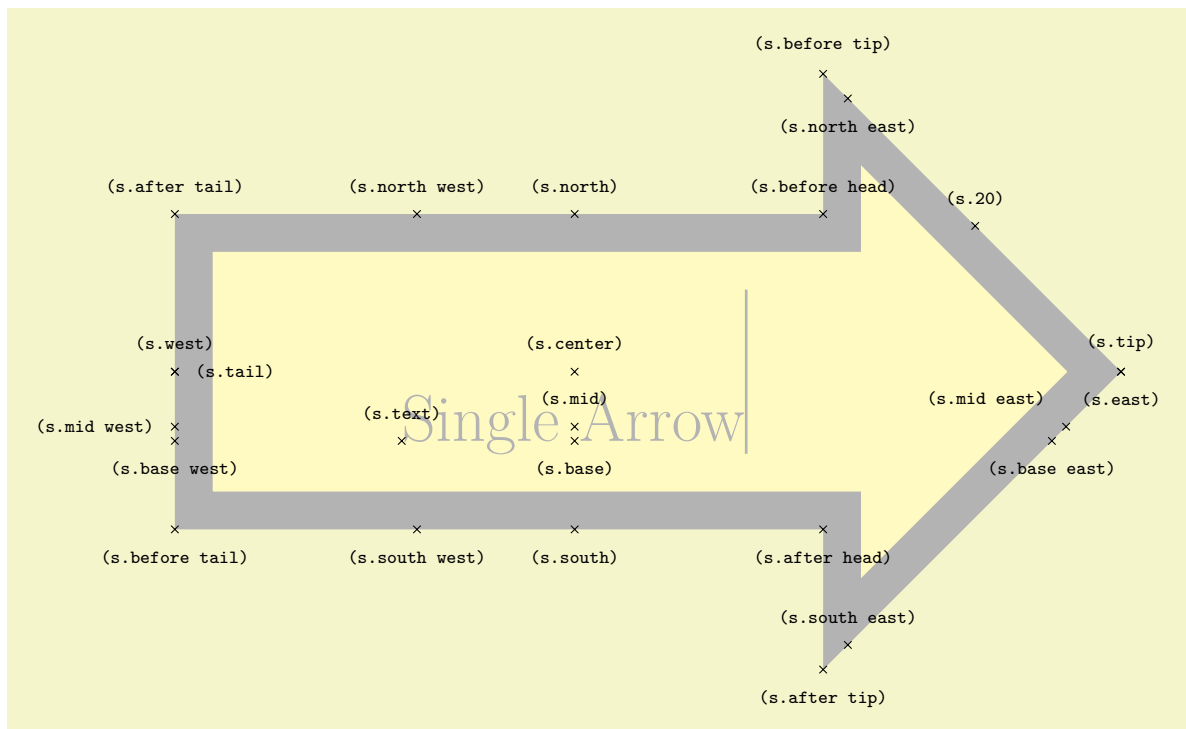 (s.before tip)
(s.north east)
(s.after tail) (s.north west) (s.north) (s.before head)
(s.20)
(s.west) (s.center) (s.tip)
(s.tail)
(s.mid) (s.mid east) (s.east)
(s.text)
Single Arrow
(s.mid west)
(s.base west) (s.base) (s.base east)
(s.before tail) (s.south west) (s.south) (s.after head)
(s.south east)
(s.after tip)